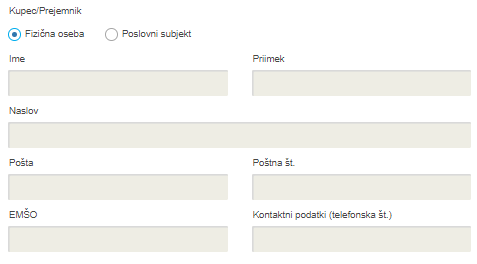 Kupec/Prejemnik
Fizična oseba Poslovni subjekt
Ime Priimek
Naslov
Pošta Poštna št.
EMŠO Kontaktni podatki (telefonska št.)